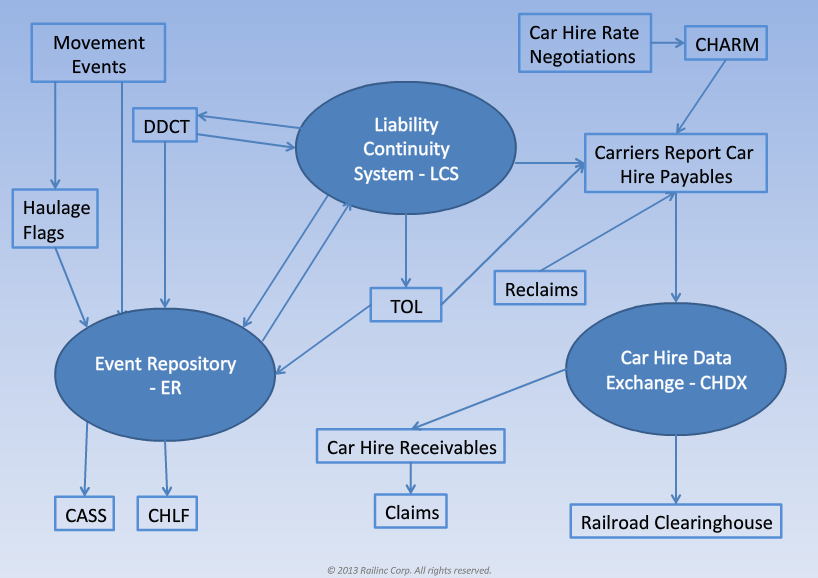 Movement
Events
Car Hire Rate
Negotiations
CHARM
DDCT
Liability
Continuity
System - LCS
Carriers Report Car
Hire Payables
Haulage
Flags
Reclaims
TOL
Event Repository
- ER
Car Hire Data
Exchange - CHDX
Car Hire Receivables
CASS
CHLF
Claims
Railroad Clearinghouse
© 2013 Railinc Corp. All rights reserved.